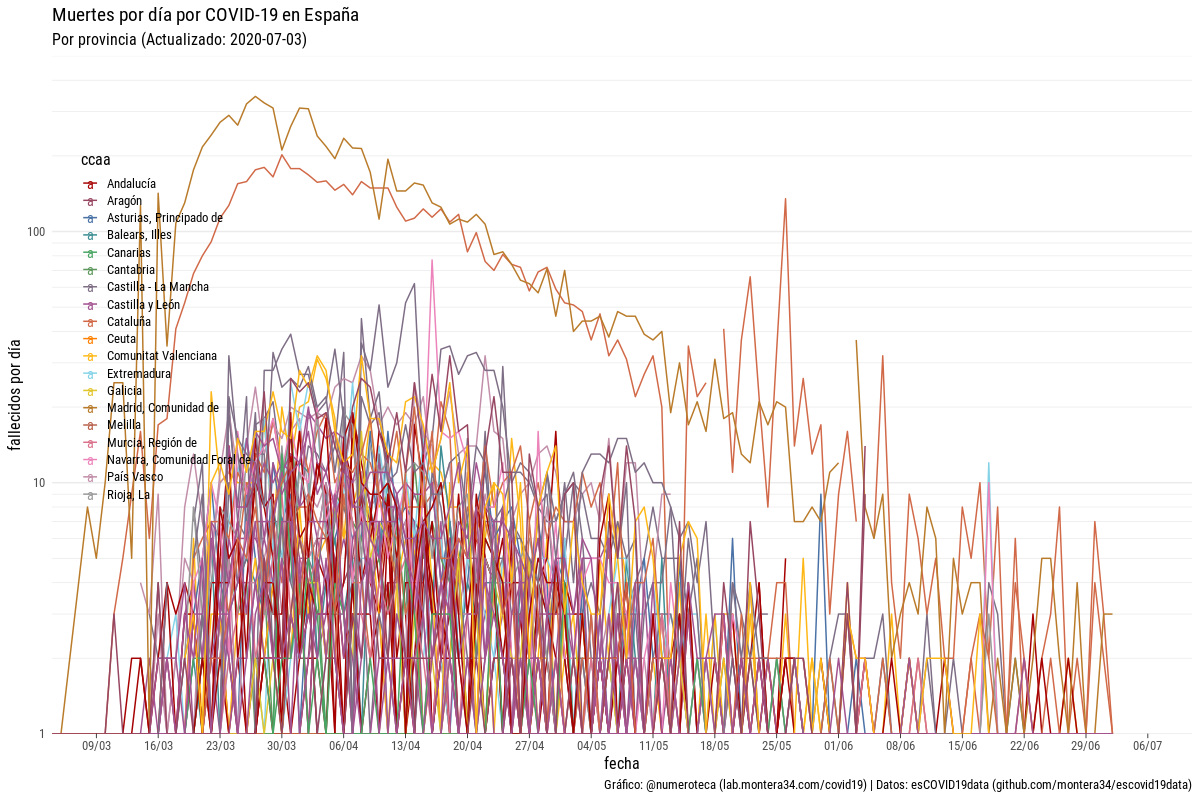 Muertes por día por COVID-19 en España
Por provincia (Actualizado: 2020-07-03)
fallecidos por día
100
10
1
ccaa
Andalucía
Aragón
Asturias, Principado de
Balears, Illes
Canarias
Cantabria
Castilla - La Mancha
Castilla y León
Cataluña
Ceuta
Comunitat Valenciana
Extremadura
Galicia
Madrid, Comunidad de
Melilla
Murcia, Región de
Navarra, Comunidad Foral de
País Vasco
Rioja, La
09/03 16/03 23/03 30/03 06/04 13/04 20/04 27/04 04/05 11/05 18/05 25/05 01/06 08/06 15/06 22/06 29/06 06/07
fecha
Gráfico: @numeroteca (lab.montera34.com/covid19) | Datos: esCOVID19data (github.com/montera34/escovid19data)